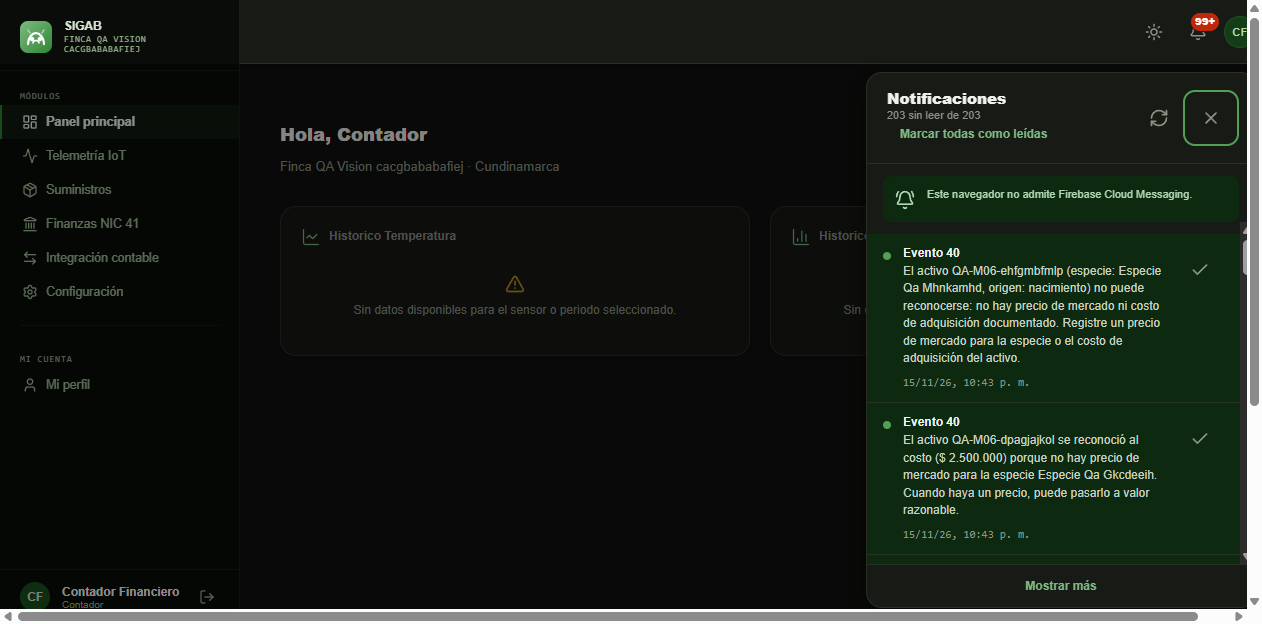 SIGAB
FINCA QA VISION
CACGBABABAFIEJ
99+
CF
MÓDULOS
Panel principal
Telemetría IoT
Suministros
Finanzas NIC 41
Integración contable
Configuración
MI CUENTA
Mi perfil
CF
Contador Financiero
Contador
Hola, Contador
Finca QA Vision cacgbababafiej · Cundinamarca
Historico Temperatura
Sin datos disponibles para el sensor o periodo seleccionado.
Historico
Sin
Notificaciones
203 sin leer de 203
Marcar todas como leídas
Este navegador no admite Firebase Cloud Messaging.
Evento 40
El activo QA-M06-ehfgmbfmlp (especie: Especie
Qa Mhnkamhd, origen: nacimiento) no puede
reconocerse: no hay precio de mercado ni costo
de adquisición documentado. Registre un precio
de mercado para la especie o el costo de
adquisición del activo.
15/11/26, 10:43 p. m.
Evento 40
El activo QA-M06-dpagjajkol se reconoció al
costo ($ 2.500.000) porque no hay precio de
mercado para la especie Especie Qa Gkcdeeih.
Cuando haya un precio, puede pasarlo a valor
razonable.
15/11/26, 10:43 p. m.
Mostrar más